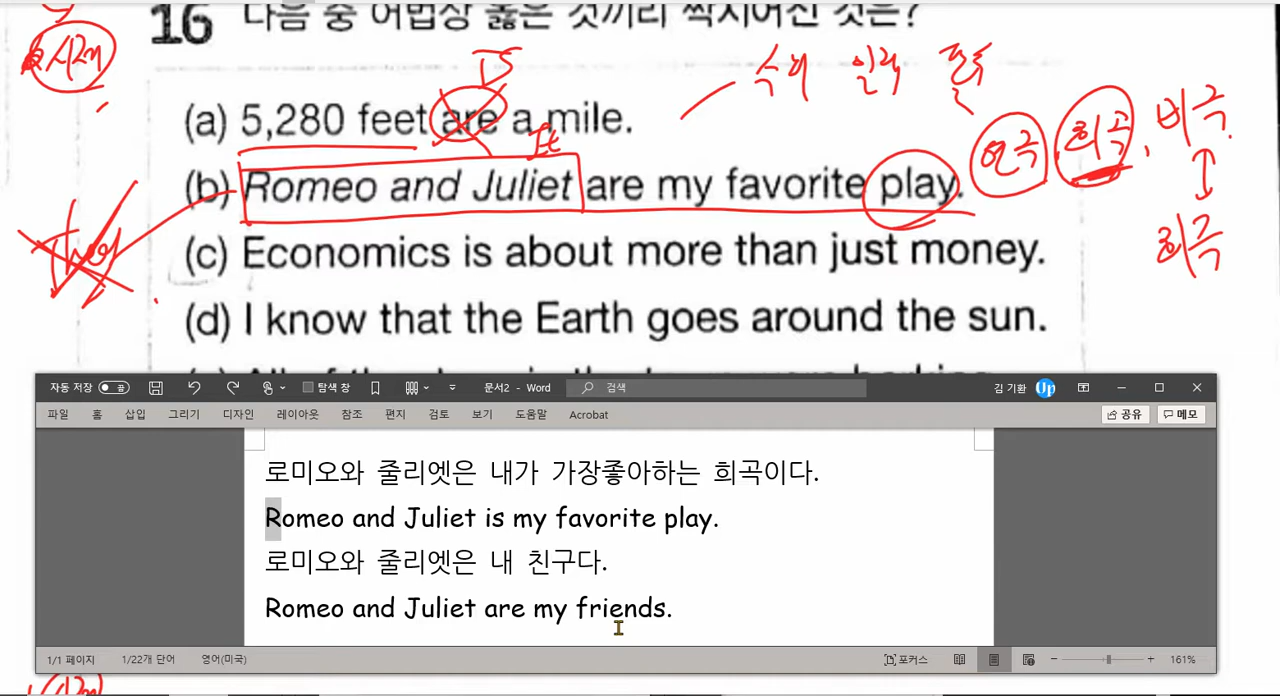 16 다음 중 어법상 옳은 것끼리 짝지어진 것은?
시제
IS
수의 일치
(a) 5,280 feet are a mile.
It
연극 희곡, 비극
(b) Romeo and Juliet are my favorite play.
희극
They
(c) Economics is about more than just money.
(d) I know that the Earth goes around the sun.
자동 저장 끔 탐색 창 문서2 - Word 검색 김 기환
파일 홈 삽입 그리기 디자인 레이아웃 참조 편지 검토 보기 도움말 Acrobat 공유 메모
로미오와 줄리엣은 내가 가장좋아하는 희곡이다.
Romeo and Juliet is my favorite play.
로미오와 줄리엣은 내 친구다.
Romeo and Juliet are my friends.
1/1 페이지 1/22개 단어 영어(미국) 포커스 161%